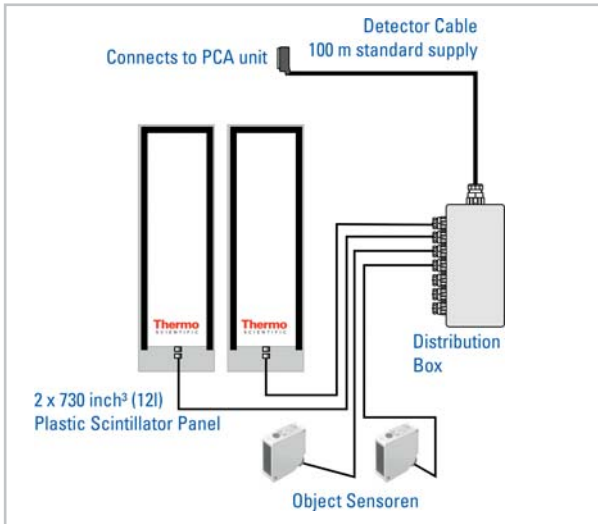 Detector Cable
100 m standard supply
Connects to PCA unit
Thermo
SCIENTIFIC
Thermo
SCIENTIFIC
Distribution
Box
2 x 730 inch³ (12l)
Plastic Scintillator Panel
Object Sensoren